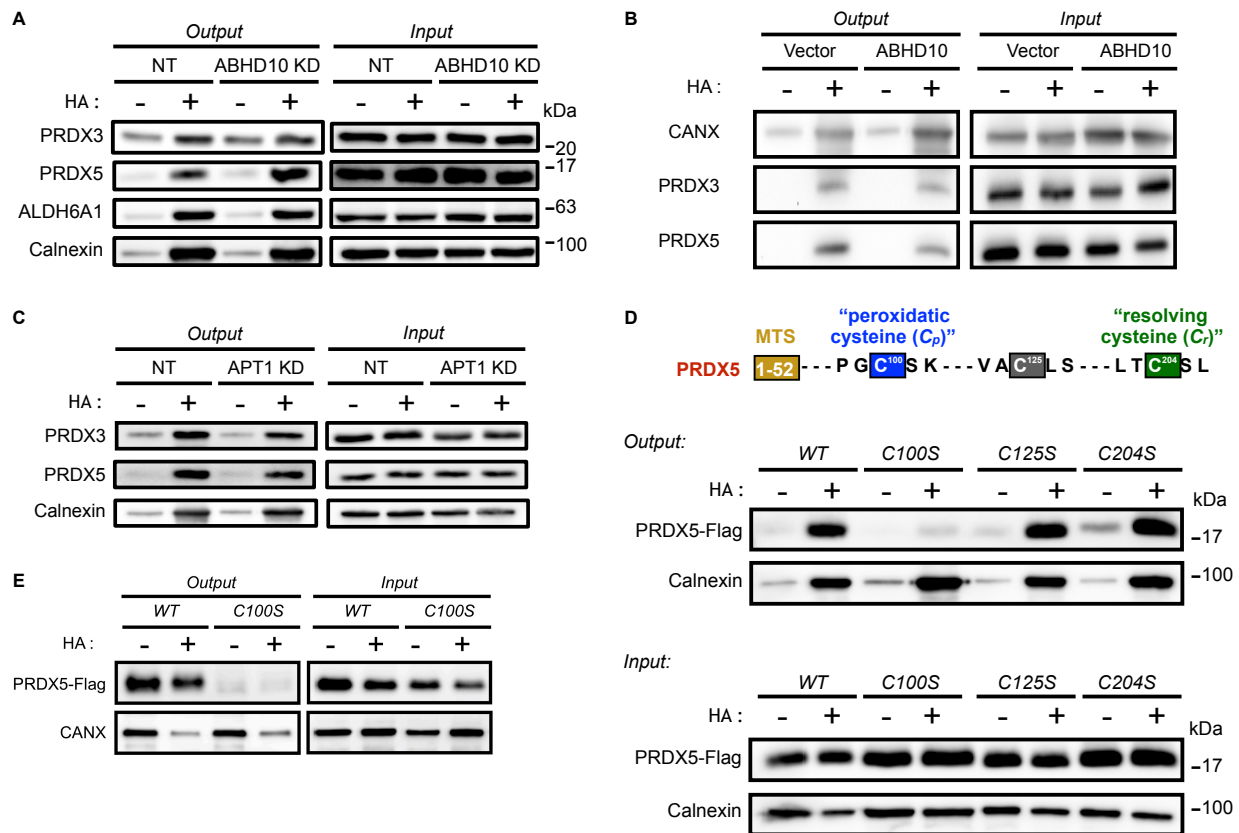 A
Output Input
NT ABHD10 KD NT ABHD10 KD
HA : - + - + - + - + kDa
PRDX3 -20
PRDX5 -17
ALDH6A1 -63
Calnexin -100
B
Output Input
Vector ABHD10 Vector ABHD10
HA : - + - + - + - +
CANX
PRDX3
PRDX5
C
Output Input
NT APT1 KD NT APT1 KD
HA : - + - + - + - +
PRDX3
PRDX5
Calnexin
D
"peroxidatic cysteine (Cp)"
"resolving cysteine (Cr)"
MTS
PRDX5 1-52 - - - P G C100 S K - - - V A C125 L S - - - L T C204 S L
Output:
WT C100S C125S C204S
HA : - + - + - + - + kDa
PRDX5-Flag -17
Calnexin -100
Input:
WT C100S C125S C204S
HA : - + - + - + - + kDa
PRDX5-Flag -17
Calnexin -100
E
Output Input
WT C100S WT C100S
HA : - + - + - + - +
PRDX5-Flag
CANX